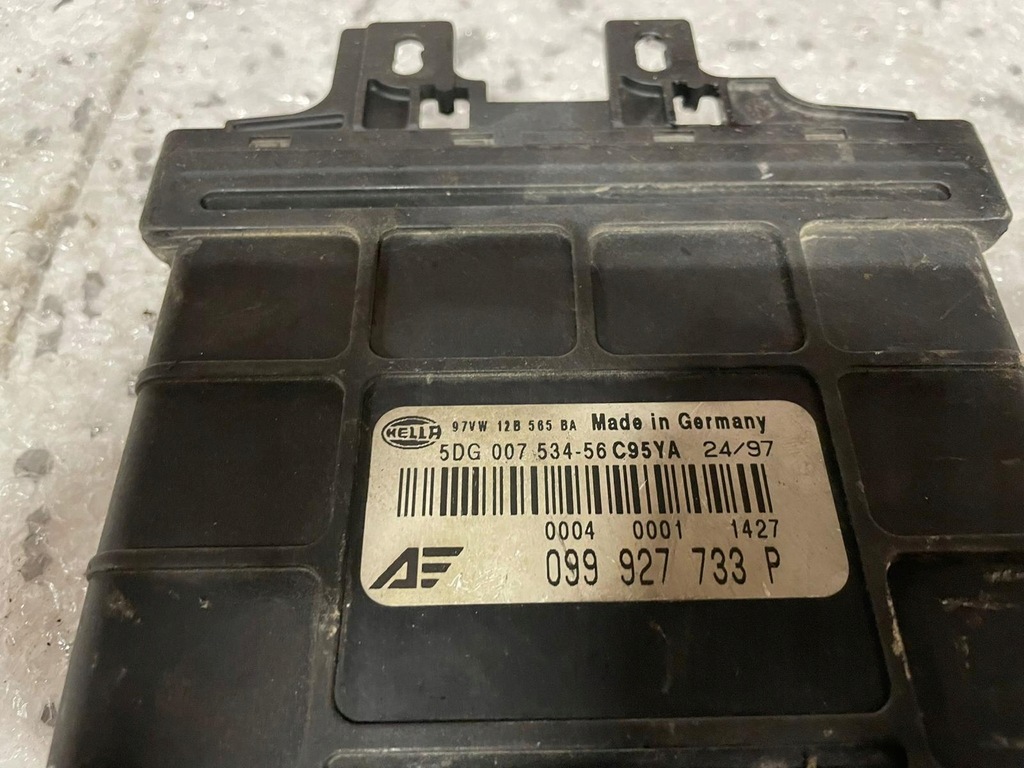 HELLA 97VW 12B 565 BA Made in Germany
5DG 007 534-56 C95YA 24/97
0004 0001 1427
AE 099 927 733 P